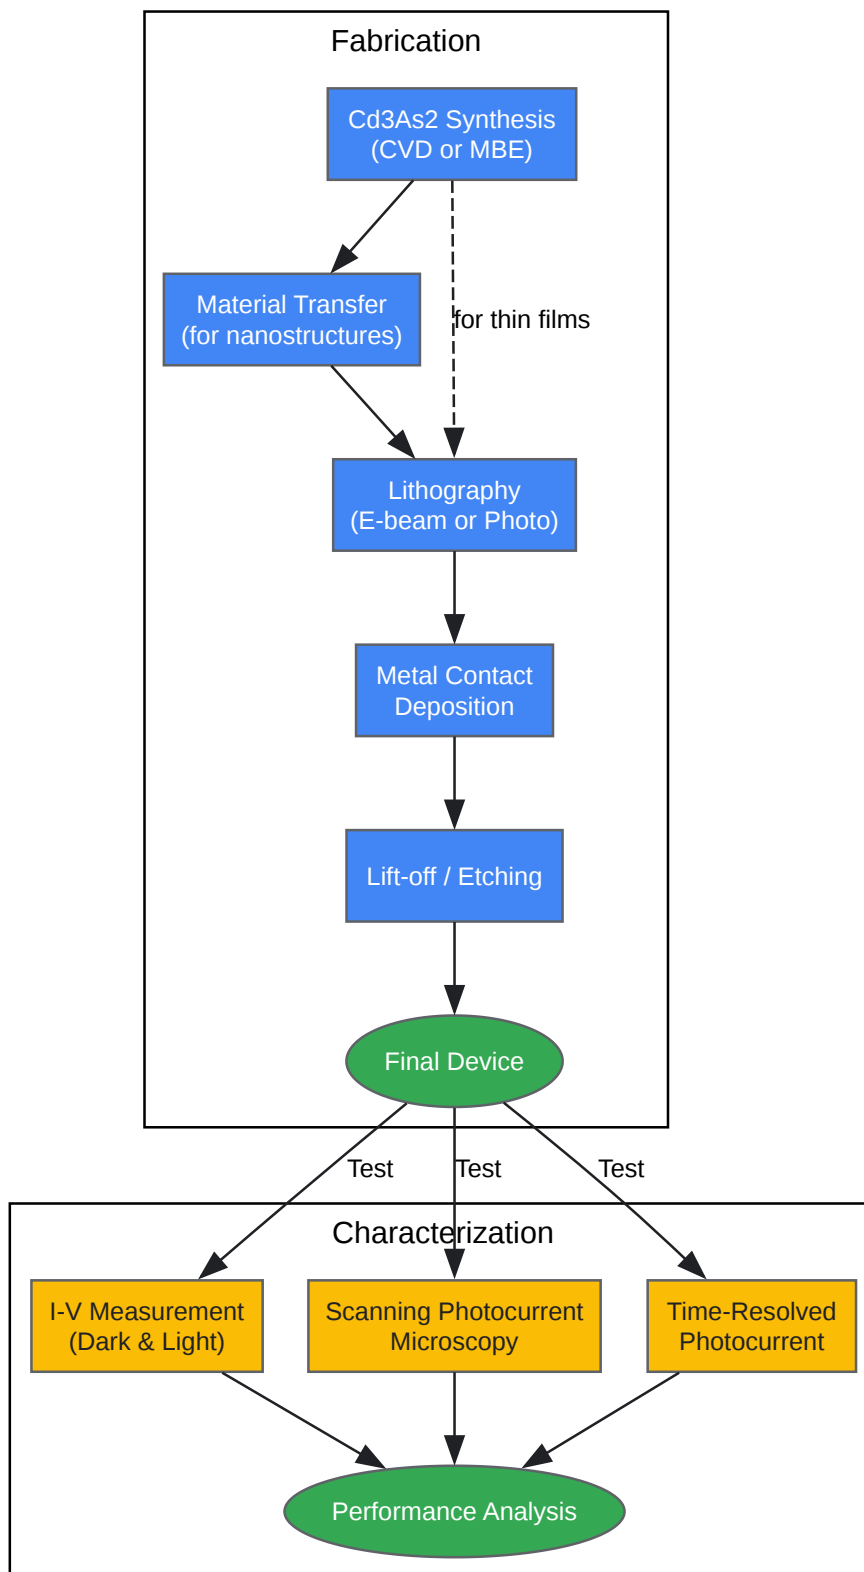 Fabrication
Cd3As2 Synthesis
(CVD or MBE)
Material Transfer
(for nanostructures)
for thin films
Lithography
(E-beam or Photo)
Metal Contact
Deposition
Lift-off / Etching
Final Device
Test
Test
Test
Characterization
I-V Measurement
(Dark & Light)
Scanning Photocurrent
Microscopy
Time-Resolved
Photocurrent
Performance Analysis